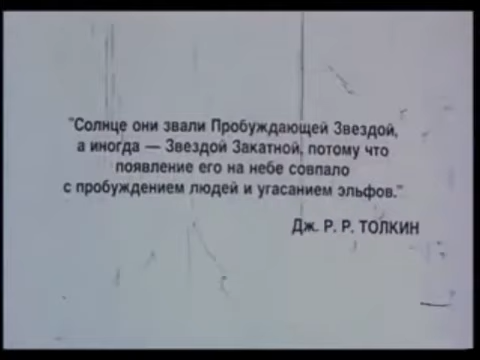 "Солнце они звали Пробуждающей Звездой,
а иногда — Звездой Закатной, потому что
появление его на небе совпало
с пробуждением людей и угасанием эльфов."
Дж. Р. Р. ТОЛКИН